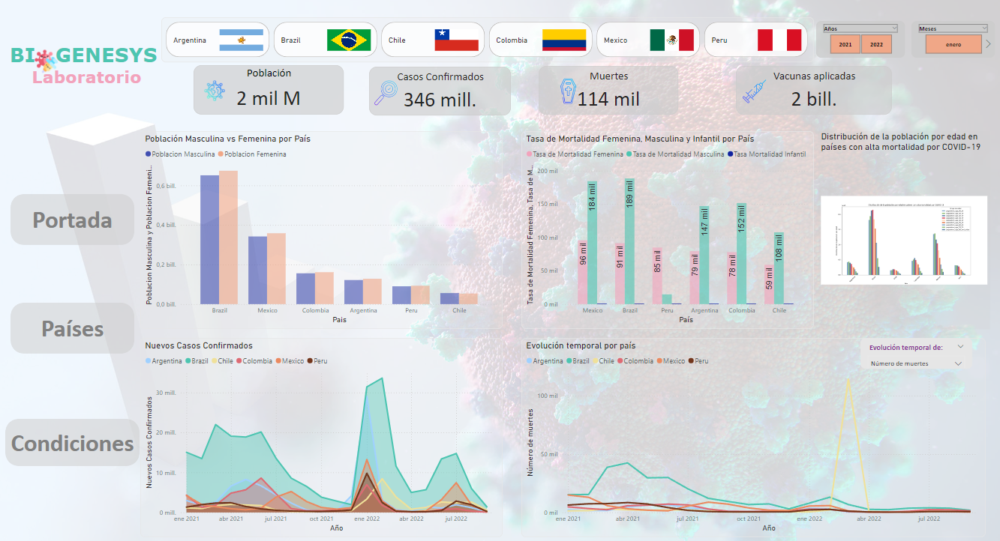 Argentina
Brazil
Chile
Colombia
Mexico
Peru
Años
2021
2022
Meses
enero
BIOGENESYS
Laboratorio
Población
2 mil M
Casos Confirmados
346 mill.
Muertes
114 mil
Vacunas aplicadas
2 bill.
Portada
Países
Condiciones
Población Masculina vs Femenina por País
Poblacion Masculina Poblacion Femenina
Poblacion Masculina y Poblacion Femeni...
0,6 bill.
0,4 bill.
0,2 bill.
0,0 bill.
Brazil Mexico Colombia Argentina Peru Chile
Pais
Tasa de Mortalidad Femenina, Masculina y Infantil por País
Tasa de Mortalidad Femenina Tasa de Mortalidad Masculina Tasa Mortalidad Infantil
Tasa de Mortalidad Femenina, Tasa de M...
200 mil
150 mil
100 mil
50 mil
0 mil
96 mil
184 mil
91 mil
189 mil
85 mil
79 mil
147 mil
78 mil
152 mil
59 mil
108 mil
Mexico Brazil Peru Argentina Colombia Chile
País
Distribución de la población por edad en
países con alta mortalidad por COVID-19
Nuevos Casos Confirmados
Argentina Brazil Chile Colombia Mexico Peru
Nuevos Casos Confirmados
30 mill.
20 mill.
10 mill.
0 mill.
ene 2021 abr 2021 jul 2021 oct 2021 ene 2022 abr 2022 jul 2022
Año
Evolución temporal por país
Argentina Brazil Chile Colombia Mexico Peru
Evolución temporal de:
Número de muertes
Número de muertes
100 mil
50 mil
0 mil
ene 2021 abr 2021 jul 2021 oct 2021 ene 2022 abr 2022 jul 2022
Año